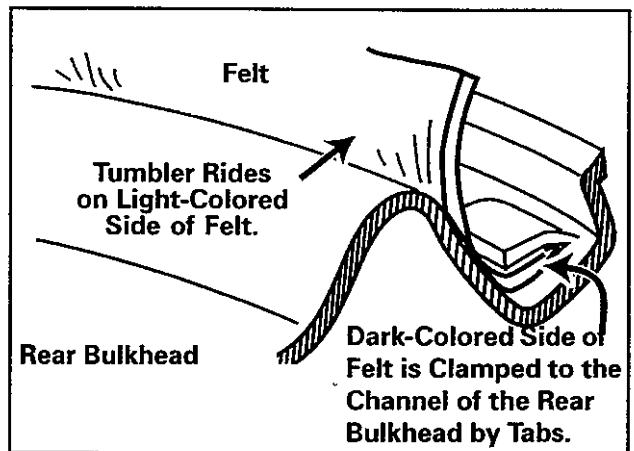 Felt
Tumbler Rides
on Light-Colored
Side of Felt.
Rear Bulkhead
Dark-Colored Side of
Felt is Clamped to the
Channel of the Rear
Bulkhead by Tabs.